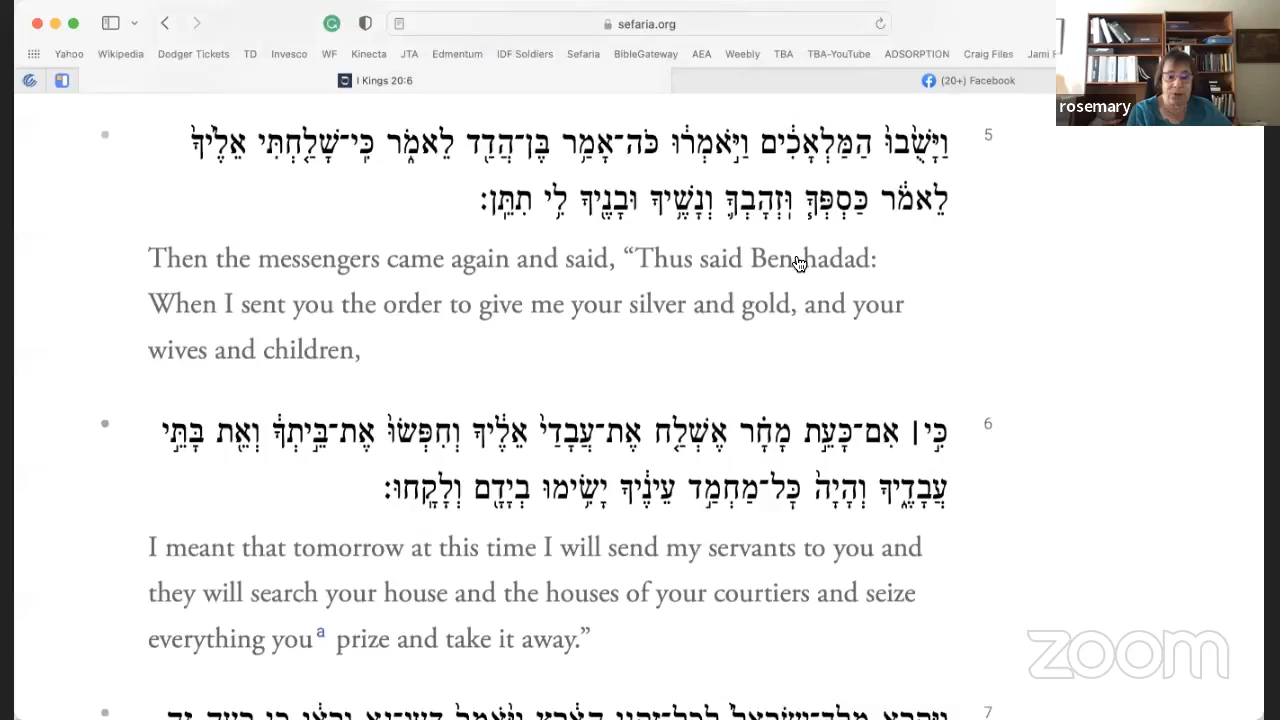 sefaria.org
Yahoo Wikipedia Dodger Tickets TD Invesco WF Kinecta JTA Edmentum IDF Soldiers Sefaria BibleGateway AEA Weebly TBA TBA-YouTube ADSORPTION Craig Files Jami
I Kings 20:6
(20+) Facebook
rosemary
5
וַיָּשֻׁ֙בוּ֙ הַמַּלְאָכִ֔ים וַיֹּ֣אמְר֔וּ כֹּֽה־אָמַ֥ר בֶּן־הֲדַ֖ד לֵאמֹ֑ר כִּֽי־שָׁלַ֤חְתִּי אֵלֶ֙יךָ֙
לֵאמֹ֔ר כַּסְפְּךָ֧ וּזְהָבְךָ֛ וְנָשֶׁ֥יךָ וּבָנֶ֖יךָ לִ֥י תִתֵּֽן׃
Then the messengers came again and said, “Thus said Ben-hadad:
When I sent you the order to give me your silver and gold, and your
wives and children,
6
כִּ֣י ׀ אִם־כָּעֵ֣ת מָחָ֗ר אֶשְׁלַ֤ח אֶת־עֲבָדַי֙ אֵלֶ֔יךָ וְחִפְּשׂוּ֙ אֶת־בֵּ֣יתְךָ֔ וְאֵ֖ת בָּתֵּ֣י
עֲבָדֶ֑יךָ וְהָיָה֙ כׇּל־מַחְמַ֣ד עֵינֶ֔יךָ יָשִׂ֥ימוּ בְיָדָ֖ם וְלָקָֽחוּ׃
I meant that tomorrow at this time I will send my servants to you and
they will search your house and the houses of your courtiers and seize
everything you a prize and take it away.”
7
zoom